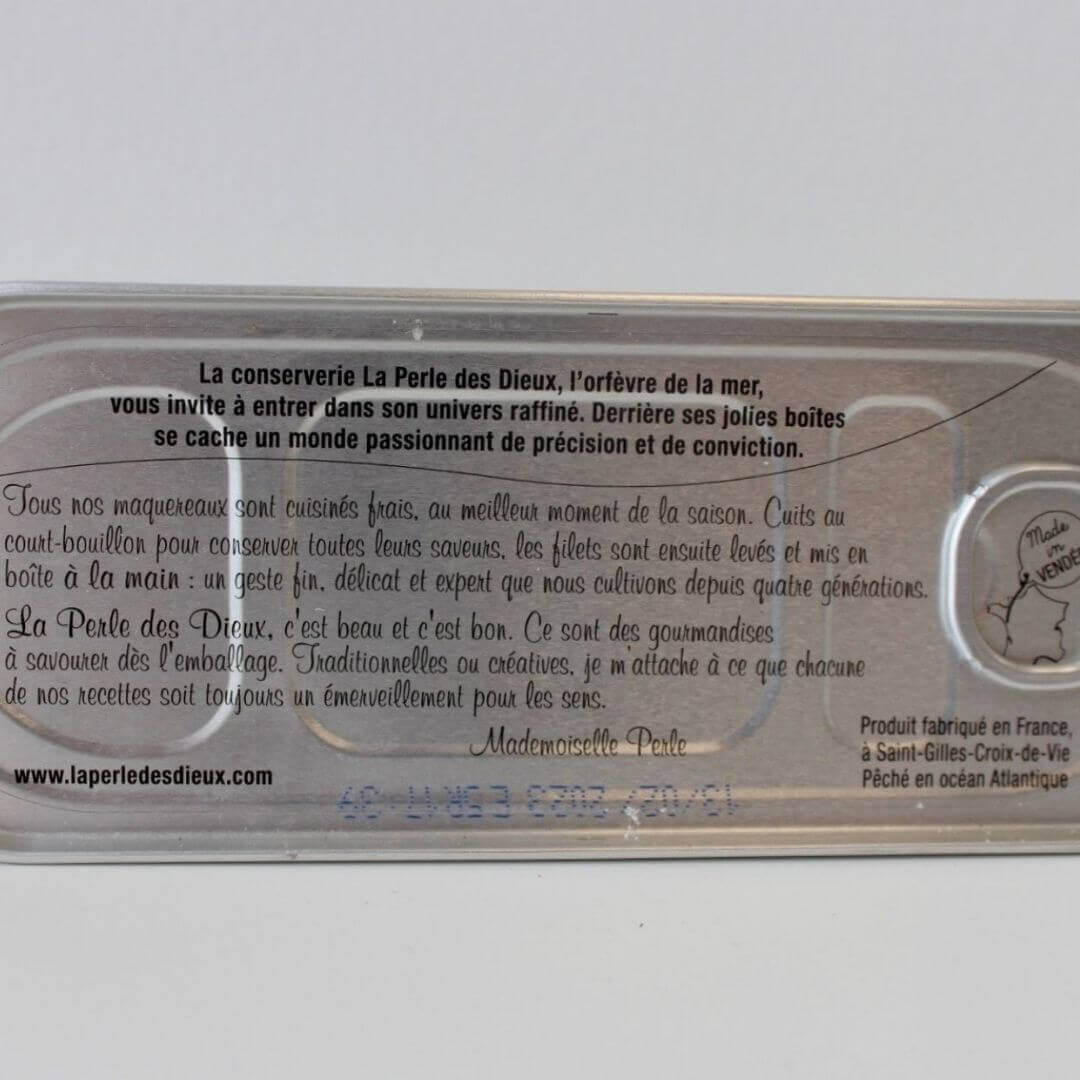 La conserverie La Perle des Dieux, l'orfèvre de la mer,
vous invite à entrer dans son univers raffiné. Derrière ses jolies boîtes
se cache un monde passionnant de précision et de conviction.
Tous nos maquereaux sont cuisinés frais, au meilleur moment de la saison. Cuits au
court-bouillon pour conserver toutes leurs saveurs, les filets sont ensuite levés et mis en
boîte à la main : un geste fin, délicat et expert que nous cultivons depuis quatre générations.
La Perle des Dieux, c'est beau et c'est bon. Ce sont des gourmandises
à savourer dès l'emballage. Traditionnelles ou créatives, je m'attache à ce que chacune
de nos recettes soit toujours un émerveillement pour les sens.
Mademoiselle Perle
www.laperledesdieux.com
Made
in
VENDÉ
Produit fabriqué en France,
à Saint-Gilles-Croix-de-Vie
Pêché en océan Atlantique